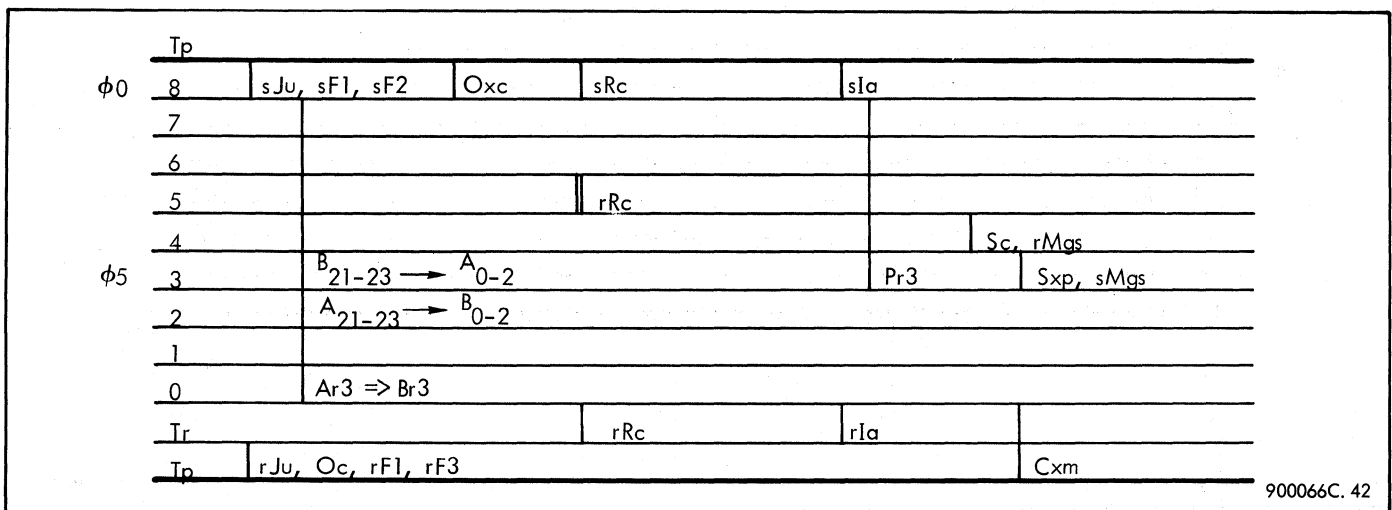 Tp
φ0 8 sJu, sF1, sF2 Oxc sRc sIa
7
6
5 rRc
4 Sc, rMgs
φ5 3 B21-23 → A0-2 Pr3 Sxp, sMgs
2 A21-23 → B0-2
1
0 Ar3 => Br3
Tr rRc rIa
Tp rJu, Oc, rF1, rF3 Cxm
900066C. 42